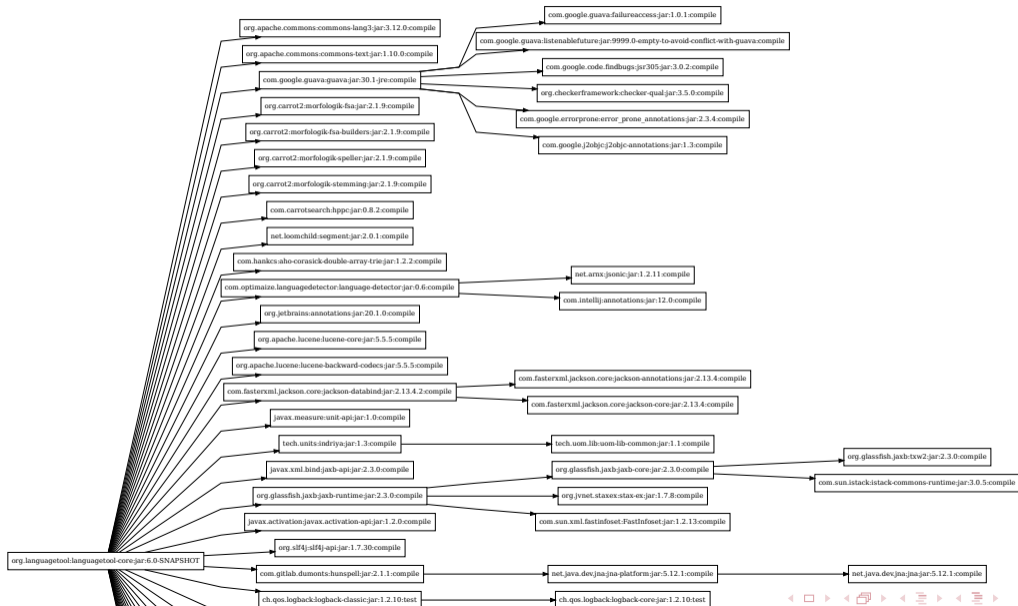 com.google.guava:failureaccess:jar:1.0.1:compile
org.apache.commons:commons-lang3:jar:3.12.0:compile
com.google.guava:listenablefuture:jar:9999.0-empty-to-avoid-conflict-with-guava:compile
org.apache.commons:commons-text:jar:1.10.0:compile
com.google.code.findbugs:jsr305:jar:3.0.2:compile
com.google.guava:guava:jar:30.1-jre:compile
org.checkerframework:checker-qual:jar:3.5.0:compile
org.carrot2:morfologik-fsa:jar:2.1.9:compile
com.google.errorprone:error_prone_annotations:jar:2.3.4:compile
org.carrot2:morfologik-fsa-builders:jar:2.1.9:compile
com.google.j2objc:j2objc-annotations:jar:1.3:compile
org.carrot2:morfologik-speller:jar:2.1.9:compile
org.carrot2:morfologik-stemming:jar:2.1.9:compile
com.carrotsearch:hppc:jar:0.8.2:compile
net.loomchild:segment:jar:2.0.1:compile
com.hankcs:aho-corasick-double-array-trie:jar:1.2.2:compile
net.arnx:jsonic:jar:1.2.11:compile
com.optimaize.languagedetector:language-detector:jar:0.6:compile
com.intellij:annotations:jar:12.0:compile
org.jetbrains:annotations:jar:20.1.0:compile
org.apache.lucene:lucene-core:jar:5.5.5:compile
org.apache.lucene:lucene-backward-codecs:jar:5.5.5:compile
com.fasterxml.jackson.core:jackson-annotations:jar:2.13.4:compile
com.fasterxml.jackson.core:jackson-databind:jar:2.13.4.2:compile
com.fasterxml.jackson.core:jackson-core:jar:2.13.4:compile
javax.measure:unit-api:jar:1.0:compile
tech.units:indriya:jar:1.3:compile
tech.uom.lib:uom-lib-common:jar:1.1:compile
org.glassfish.jaxb:txw2:jar:2.3.0:compile
javax.xml.bind:jaxb-api:jar:2.3.0:compile
org.glassfish.jaxb:jaxb-core:jar:2.3.0:compile
com.sun.istack:istack-commons-runtime:jar:3.0.5:compile
org.glassfish.jaxb:jaxb-runtime:jar:2.3.0:compile
org.jvnet.staxex:stax-ex:jar:1.7.8:compile
javax.activation:javax.activation-api:jar:1.2.0:compile
com.sun.xml.fastinfoset:FastInfoset:jar:1.2.13:compile
org.slf4j:slf4j-api:jar:1.7.30:compile
org.languagetool:languagetool-core:jar:6.0-SNAPSHOT
com.gitlab.dumonts:hunspell:jar:2.1.1:compile
net.java.dev.jna:jna-platform:jar:5.12.1:compile
net.java.dev.jna:jna:jar:5.12.1:compile
ch.qos.logback:logback-classic:jar:1.2.10:test
ch.qos.logback:logback-core:jar:1.2.10:test